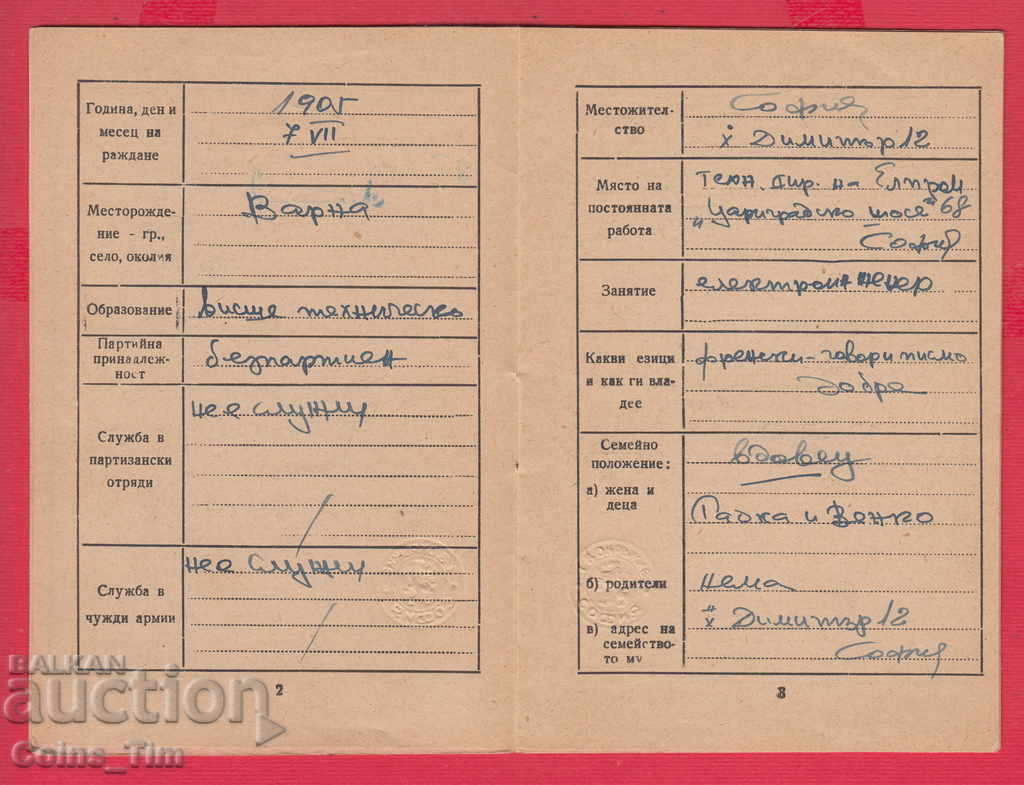 Година, ден и
месец на
раждане
1905
7 VII
Месторожде-
ние - гр.,
село, околия
Варна
Образование
висше техническо
Партийна
принадлеж-
ност
безпартиен
Служба в
партизански
отряди
не е служил
Служба в
чужди армии
не е служил
2
Местожител-
ство
София
х Димитър 12
Място на
постоянната
работа
Техн. дир. на Елпром
„Цариградско шосе" 68
София
Занятие
електроинженер
Какви езици
и как ги вла-
дее
френски - говори писмо
добре
Семейно
положение:
вдовец
а) жена и
деца
Радка и Венко
б) родители
нема
в) адрес на
семейство-
то му
х Димитър 12
София
3
BALKAN
auction
Coins_Tim